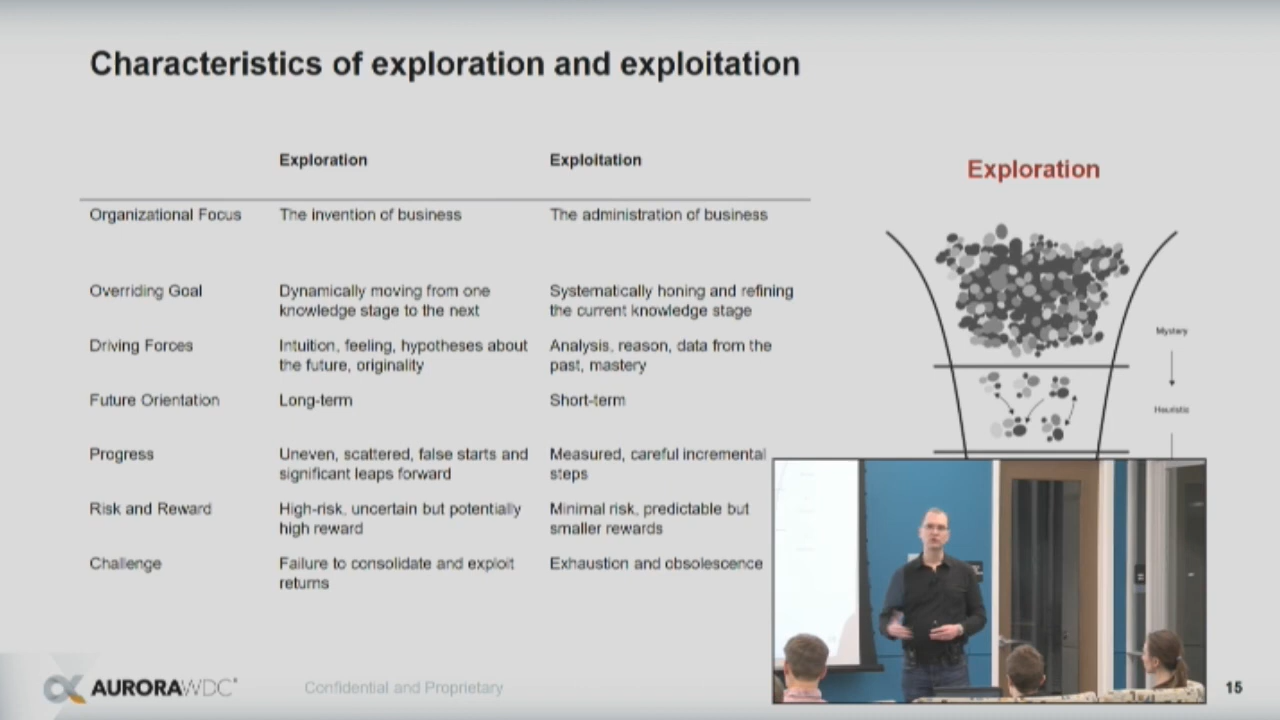 Characteristics of exploration and exploitation
Exploration
Exploitation
Organizational Focus
The invention of business
The administration of business
Overriding Goal
Dynamically moving from one
knowledge stage to the next
Systematically honing and refining
the current knowledge stage
Driving Forces
Intuition, feeling, hypotheses about
the future, originality
Analysis, reason, data from the
past, mastery
Future Orientation
Long-term
Short-term
Progress
Uneven, scattered, false starts and
significant leaps forward
Measured, careful incremental
steps
Risk and Reward
High-risk, uncertain but potentially
high reward
Minimal risk, predictable but
smaller rewards
Challenge
Failure to consolidate and exploit
returns
Exhaustion and obsolescence
Exploration
Mystery
Heuristic
AURORAWDC
Confidential and Proprietary
15